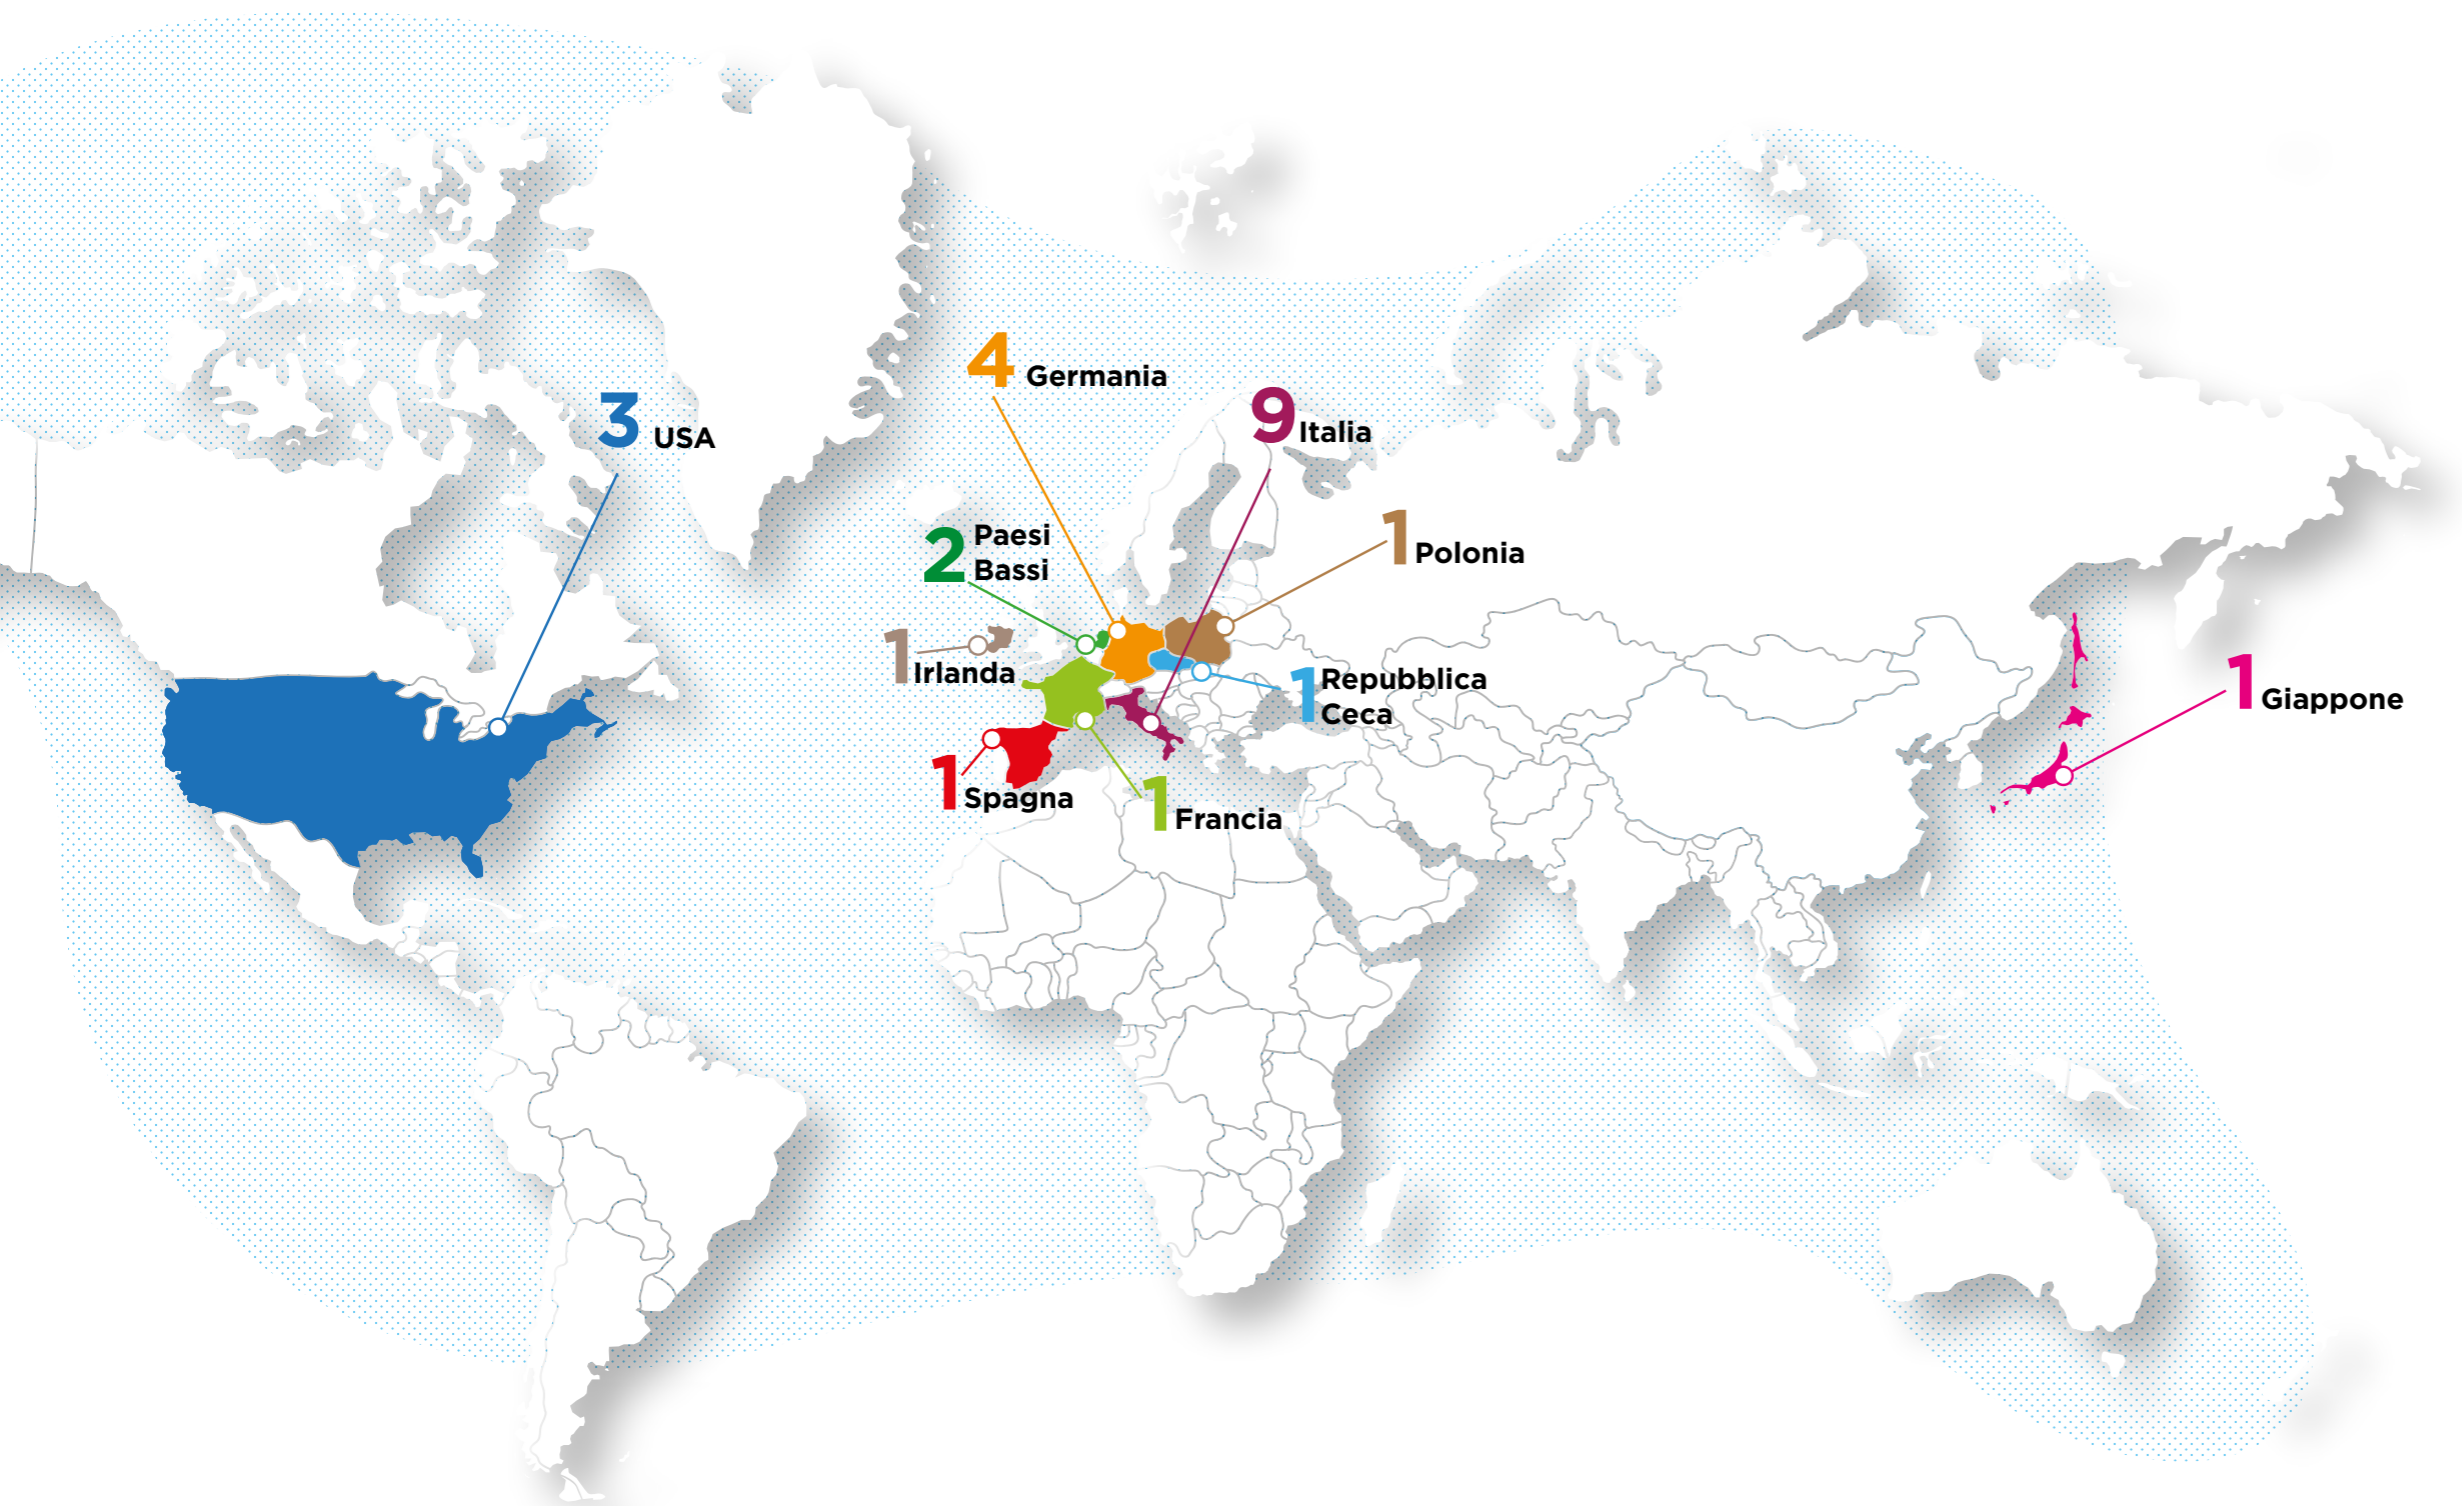 4 Germania
9 Italia
3 USA
1 Polonia
2 Paesi
Bassi
1 Irlanda
1 Repubblica
Ceca
1 Giappone
1 Spagna
1 Francia